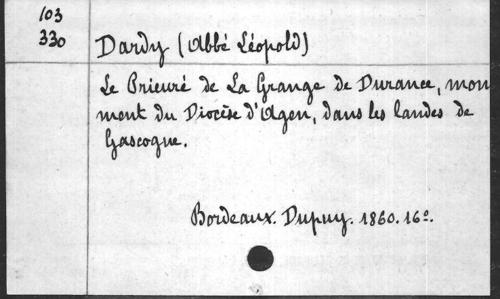 103
330
Dardy (Abbé Léopold)
Le Prieuré de La Grange de Durance, monu
ment du Diocèse d'Agen, dans les landes de
Gascogne.
Bordeaux. Dupuy. 1860. 16°.